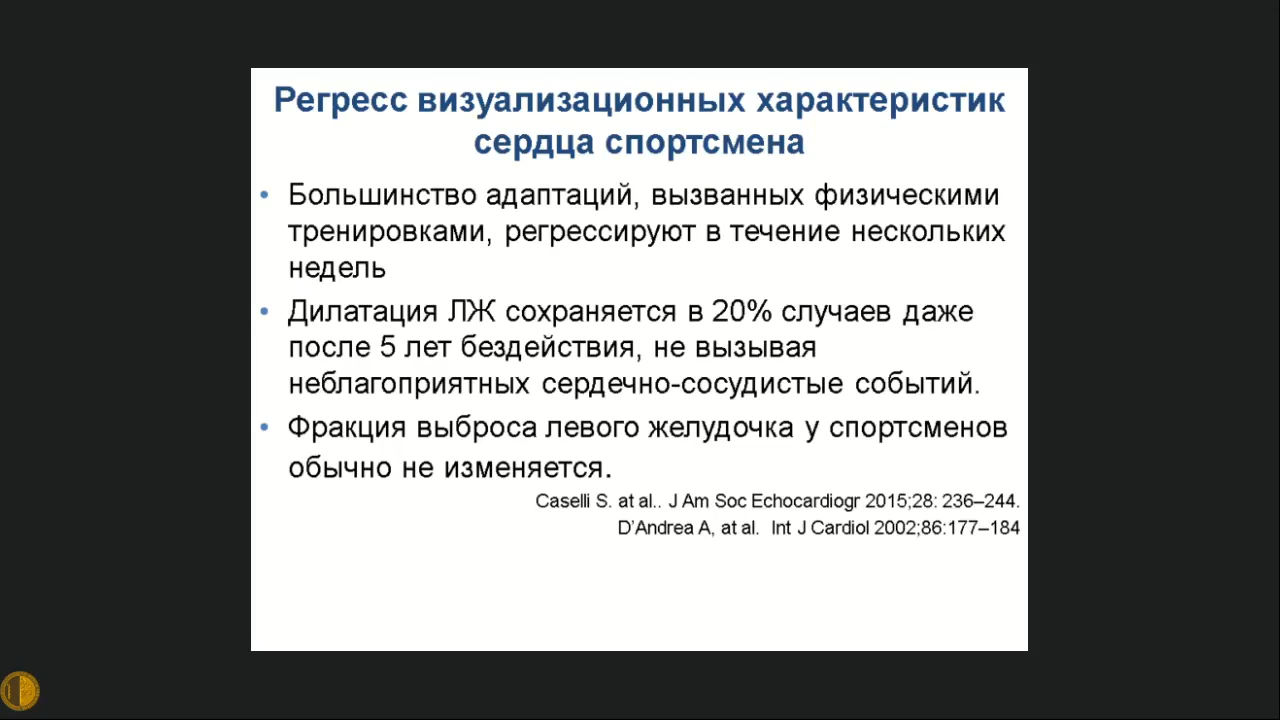 Регресс визуализационных характеристик
сердца спортсмена
• Большинство адаптаций, вызванных физическими
тренировками, регрессируют в течение нескольких
недель
• Дилатация ЛЖ сохраняется в 20% случаев даже
после 5 лет бездействия, не вызывая
неблагоприятных сердечно-сосудистые событий.
• Фракция выброса левого желудочка у спортсменов
обычно не изменяется.
Caselli S. at al.. J Am Soc Echocardiogr 2015;28: 236–244.
D’Andrea A, at al. Int J Cardiol 2002;86:177–184